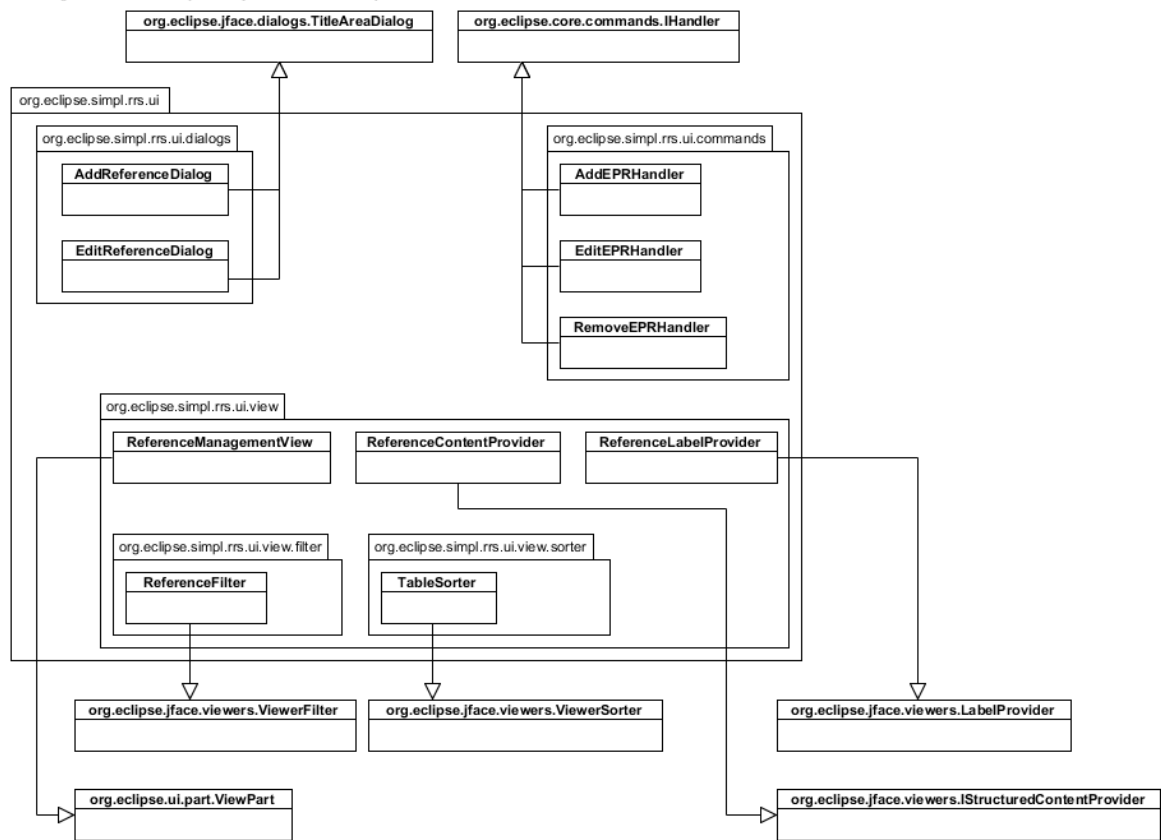 org.eclipse.jface.dialogs.TitleAreaDialog
org.eclipse.core.commands.IHandler
org.eclipse.simpl.rrs.ui
org.eclipse.simpl.rrs.ui.dialogs
org.eclipse.simpl.rrs.ui.commands
AddReferenceDialog
AddEPRHandler
EditReferenceDialog
EditEPRHandler
RemoveEPRHandler
org.eclipse.simpl.rrs.ui.view
ReferenceManagementView
ReferenceContentProvider
ReferenceLabelProvider
org.eclipse.simpl.rrs.ui.view.filter
org.eclipse.simpl.rrs.ui.view.sorter
ReferenceFilter
TableSorter
org.eclipse.jface.viewers.ViewerFilter
org.eclipse.jface.viewers.ViewerSorter
org.eclipse.jface.viewers.LabelProvider
org.eclipse.ui.part.ViewPart
org.eclipse.jface.viewers.IStructuredContentProvider